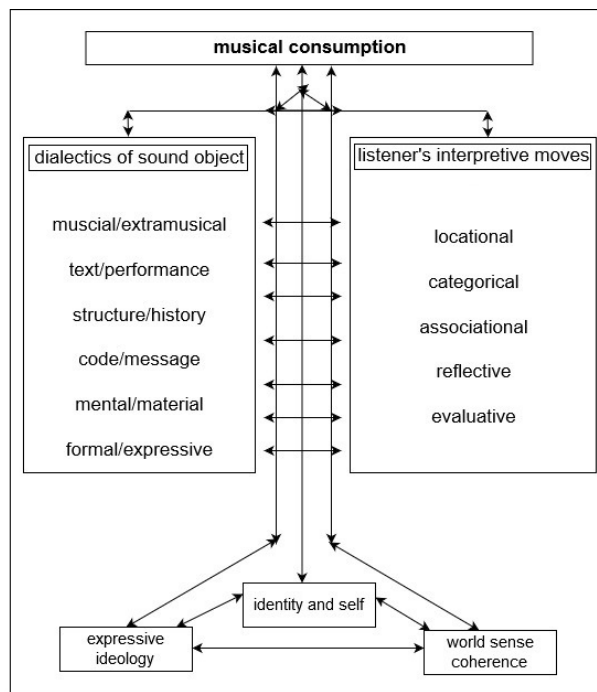 musical consumption
dialectics of sound object
muscial/extramusical
text/performance
structure/history
code/message
mental/material
formal/expressive
listener's interpretive moves
locational
categorical
associational
reflective
evaluative
identity and self
expressive
ideology
world sense
coherence